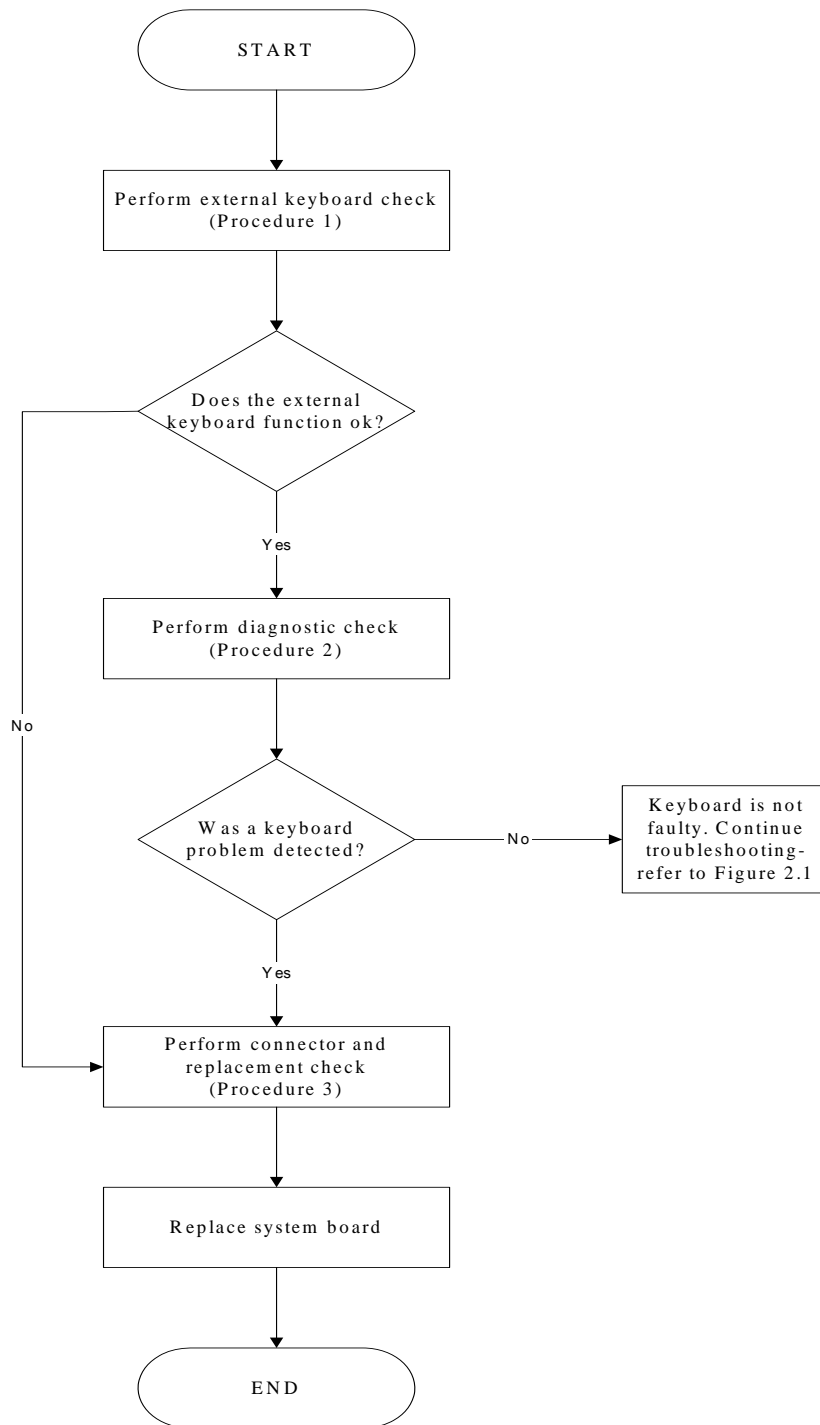 START
Perform external keyboard check
(Procedure 1)
Does the external
keyboard function ok?
Yes
Perform diagnostic check
(Procedure 2)
No
Was a keyboard
problem detected?
No
Keyboard is not
faulty. Continue
troubleshooting-
refer to Figure 2.1
Yes
Perform connector and
replacement check
(Procedure 3)
Replace system board
END